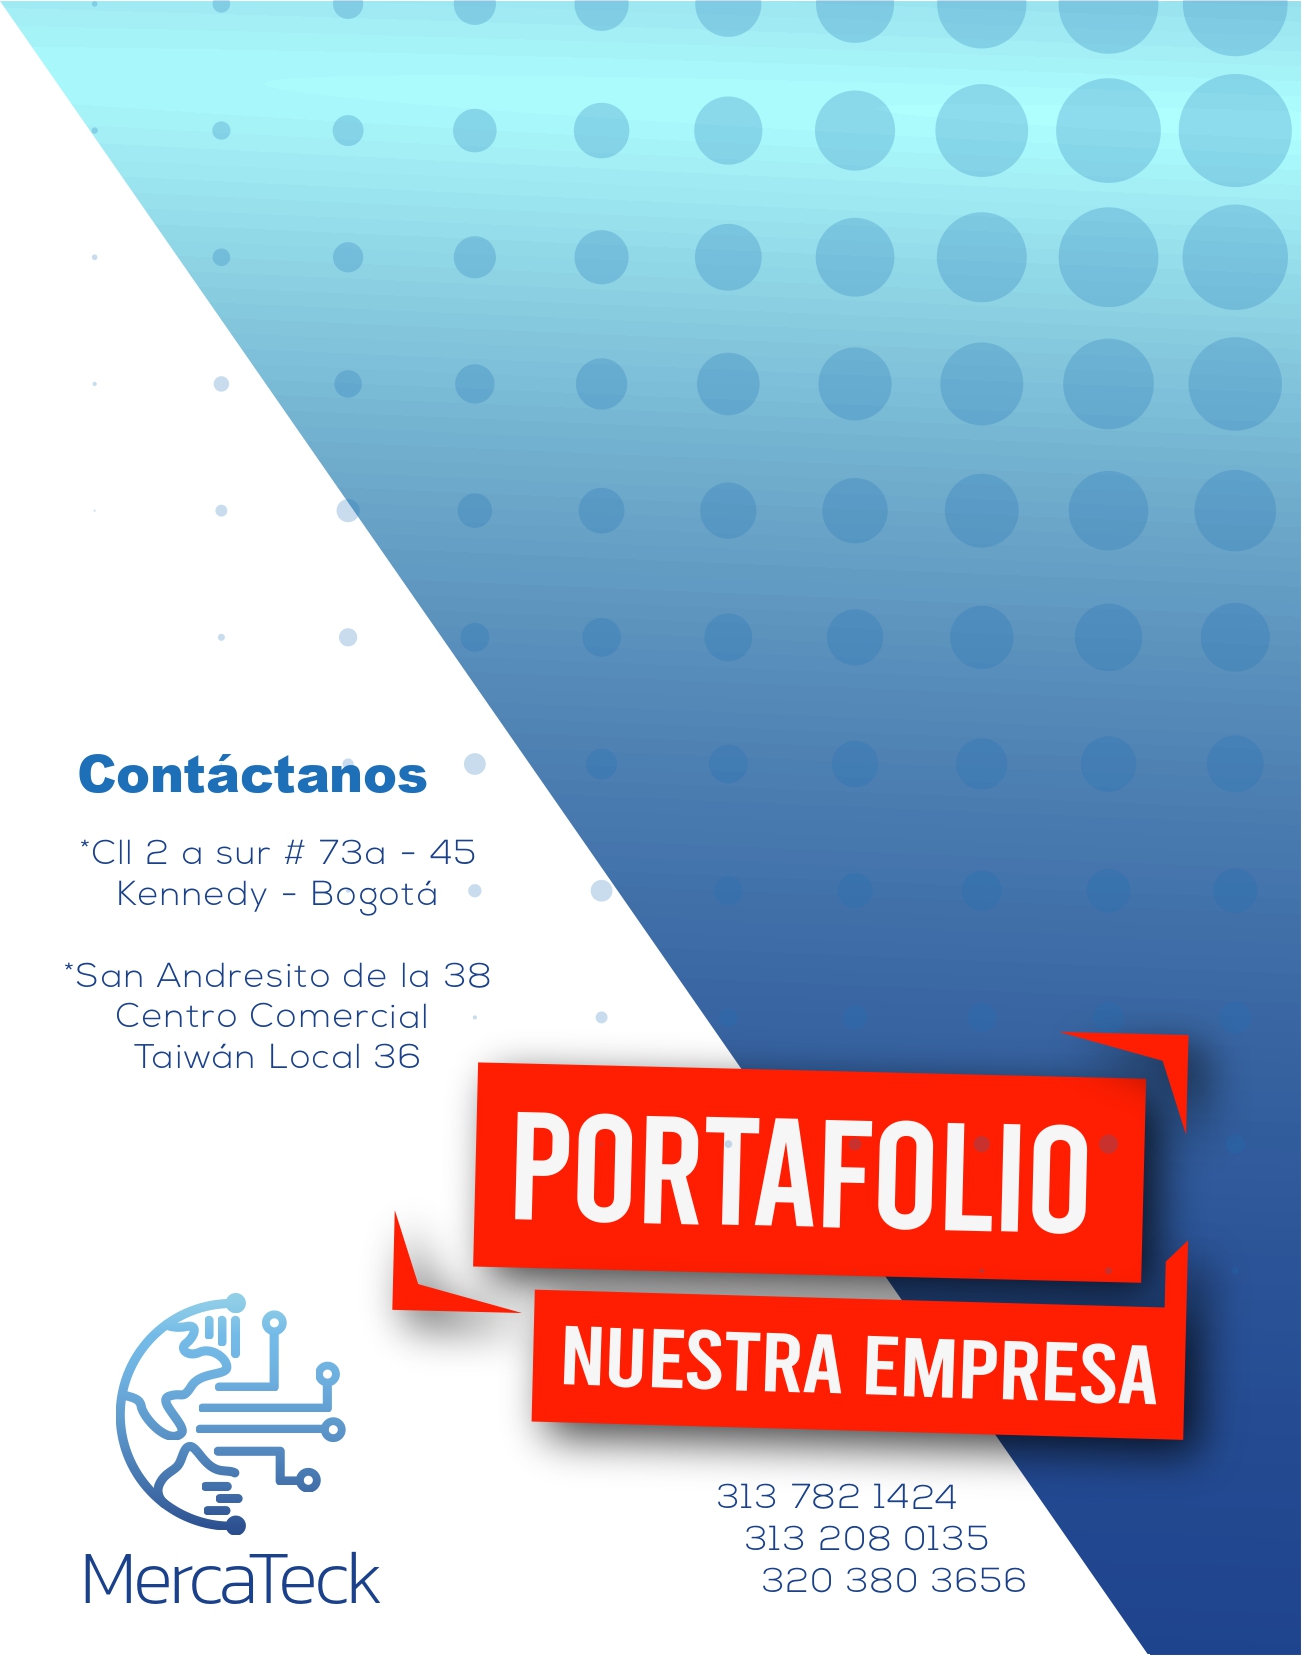 Contáctanos
*Cll 2 a sur # 73a - 45
Kennedy - Bogotá
*San Andresito de la 38
Centro Comercial
Taiwán Local 36
PORTAFOLIO
NUESTRA EMPRESA
313 782 1424
313 208 0135
320 380 3656
MercaTeck